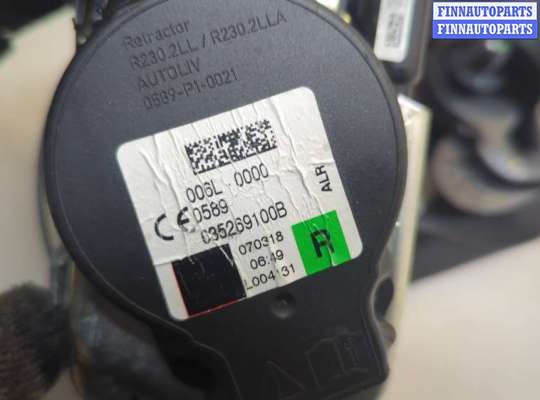 FINNAUTOPARTS
FINNAUTOPARTS
Retractor
R230.2LL / R230.2LLA
AUTOLIV
0589-P1-0021
006L 0000
0589
CE
C35269100B
ALR
070318
06:49
L004131
R